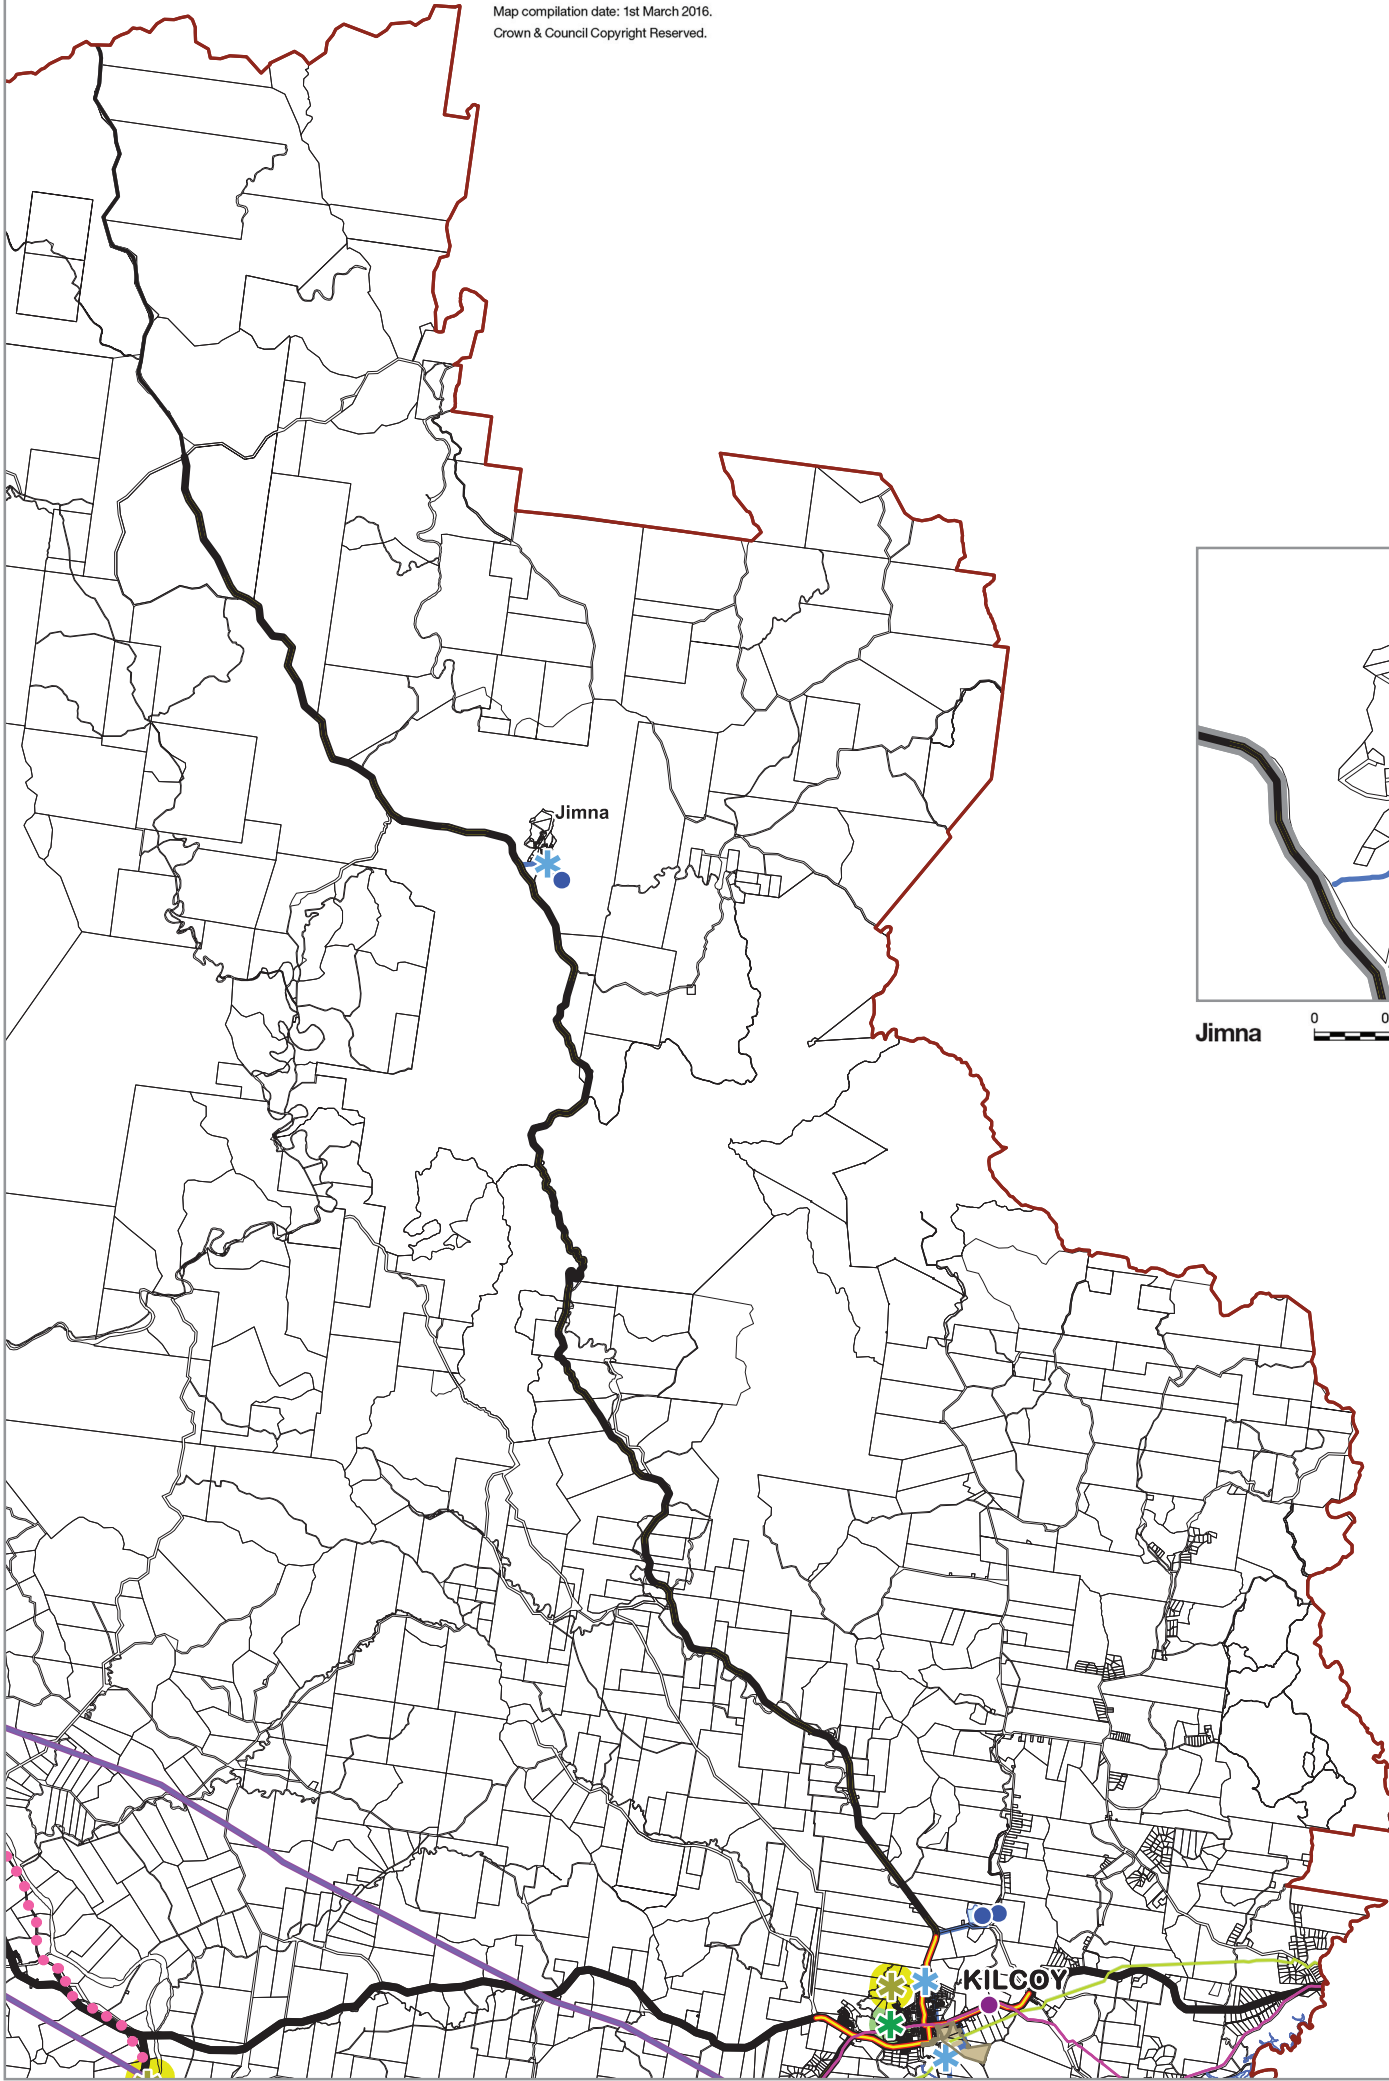 Map compilation date: 1st March 2016.
Crown & Council Copyright Reserved.
Jimna
Jimna
0 0
KILCOY